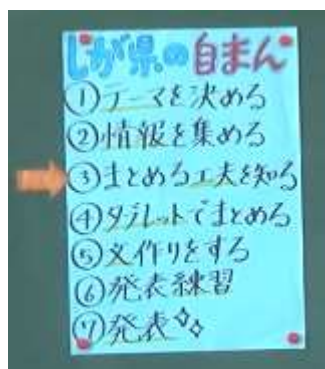 しが県の自まん
①テーマを決める
②情報を集める
③まとめる工夫を知る
④タブレットでまとめる
⑤文作りをする
⑥発表練習
⑦発表